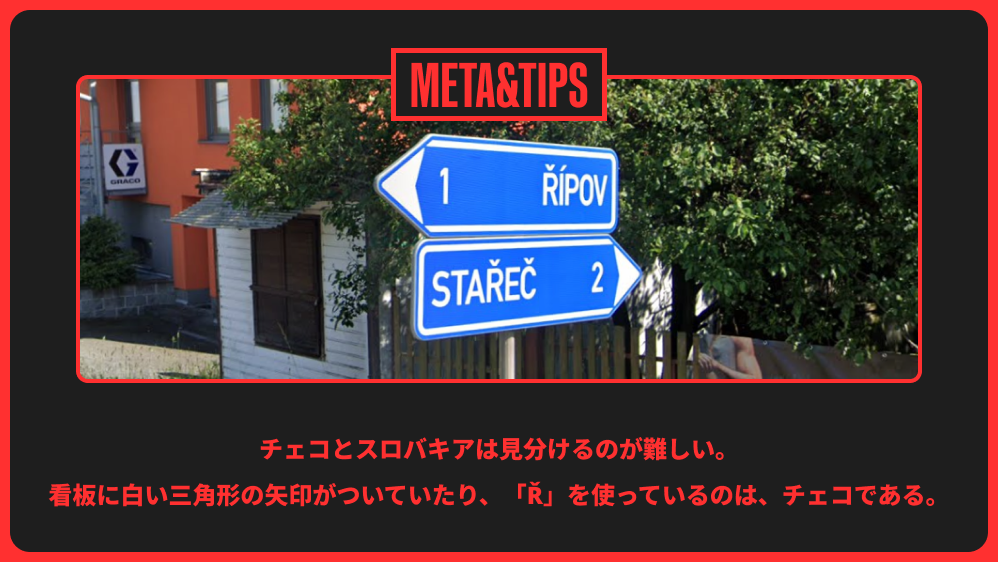 META&TIPS
GRACO
1 ŘÍPOV
STAŘEČ 2
チェコとスロバキアは見分けるのが難しい。
看板に白い三角形の矢印がついていたり、「Ř」を使っているのは、チェコである。